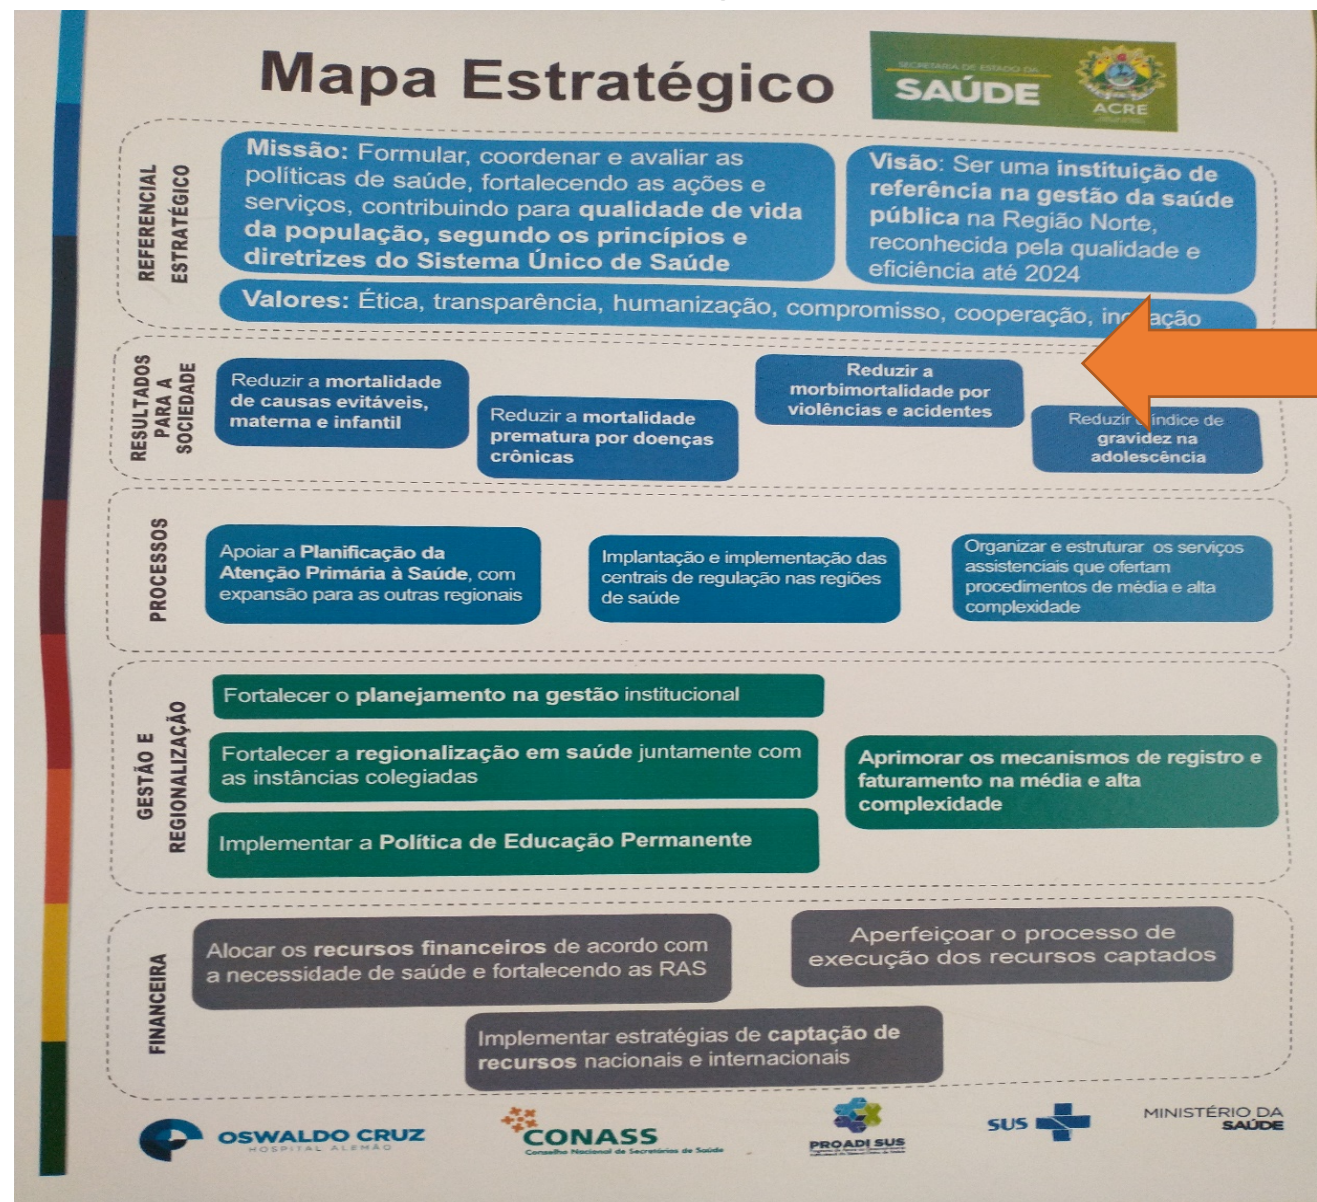 Mapa Estratégico
SECRETARIA DE ESTADO DA
SAÚDE
ACRE
REFERENCIAL
ESTRATÉGICO
Missão: Formular, coordenar e avaliar as
políticas de saúde, fortalecendo as ações e
serviços, contribuindo para qualidade de vida
da população, segundo os princípios e
diretrizes do Sistema Único de Saúde
Visão: Ser uma instituição de
referência na gestão da saúde
pública na Região Norte,
reconhecida pela qualidade e
eficiência até 2024
Valores: Ética, transparência, humanização, compromisso, cooperação,
RESULTADOS
PARA A
SOCIEDADE
Reduzir a mortalidade
de causas evitáveis,
materna e infantil
Reduzir a mortalidade
prematura por doenças
crônicas
Reduzir a
morbimortalidade por
violências e acidentes
Reduzir o índice de
gravidez na
adolescência
PROCESSOS
Apoiar a Planificação da
Atenção Primária à Saúde, com
expansão para as outras regionais
Implantação e implementação das
centrais de regulação nas regiões
de saúde
Organizar e estruturar os serviços
assistenciais que ofertam
procedimentos de média e alta
complexidade
GESTÃO E
REGIONALIZAÇÃO
Fortalecer o planejamento na gestão institucional
Fortalecer a regionalização em saúde juntamente com
as instâncias colegiadas
Implementar a Política de Educação Permanente
Aprimorar os mecanismos de registro e
faturamento na média e alta
complexidade
FINANCEIRA
Alocar os recursos financeiros de acordo com
a necessidade de saúde e fortalecendo as RAS
Aperfeiçoar o processo de
execução dos recursos captados
Implementar estratégias de captação de
recursos nacionais e internacionais
OSWALDO CRUZ
HOSPITAL ALEMÃO
CONASS
Conselho Nacional de Secretários de Saúde
PROADI SUS
SUS
MINISTÉRIO DA
SAÚDE